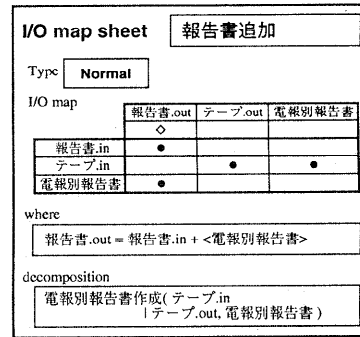 I/O map sheet 報告書追加
Type Normal
I/O map
報告書.out テープ.out 電報別報告書
◇
報告書.in ●
テープ.in ● ●
電報別報告書 ●
where
報告書.out = 報告書.in + <電報別報告書>
decomposition
電報別報告書作成( テープ.in
| テープ.out, 電報別報告書 )